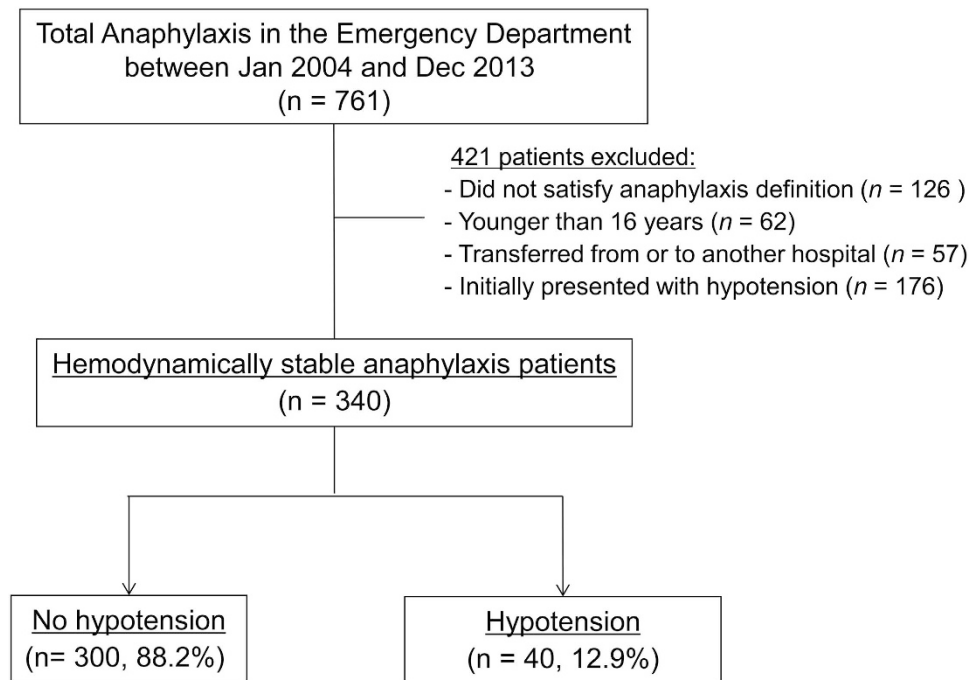 Total Anaphylaxis in the Emergency Department
between Jan 2004 and Dec 2013
(n = 761)
421 patients excluded:
- Did not satisfy anaphylaxis definition (n = 126 )
- Younger than 16 years (n = 62)
- Transferred from or to another hospital (n = 57)
- Initially presented with hypotension (n = 176)
Hemodynamically stable anaphylaxis patients
(n = 340)
No hypotension
(n= 300, 88.2%)
Hypotension
(n = 40, 12.9%)